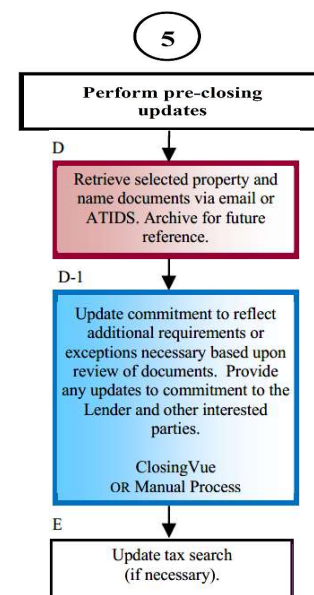 5
Perform pre-closing
updates
D
Retrieve selected property and
name documents via email or
ATIDS. Archive for future
reference.
D-1
Update commitment to reflect
additional requirements or
exceptions necessary based upon
review of documents.  Provide
any updates to commitment to the
Lender and other interested
parties.
ClosingVue
OR Manual Process
E
Update tax search
(if necessary).